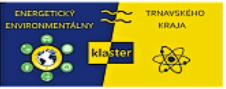 ENERGETICKÝ
ENVIRONMENTÁLNY
klaster
TRNAVSKÉHO
KRAJA